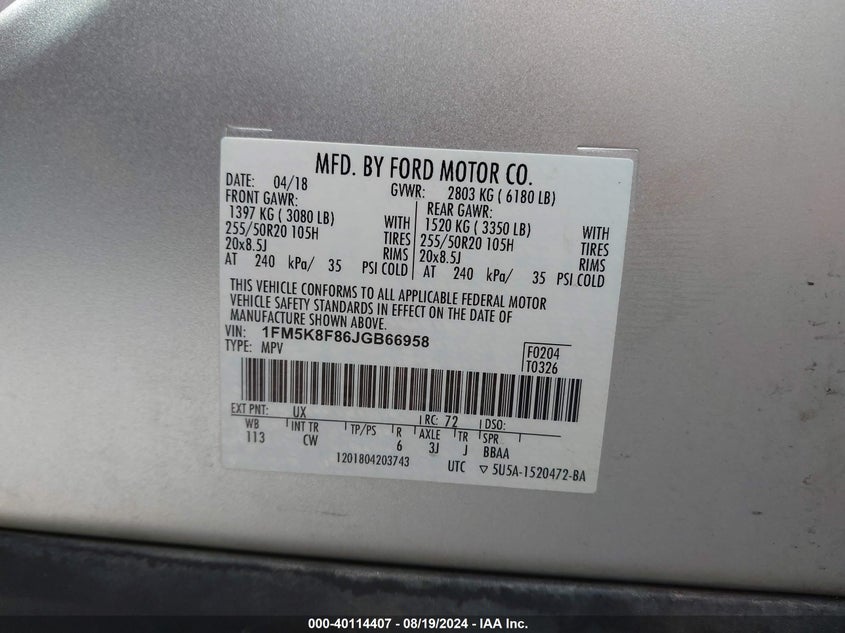 MFD. BY FORD MOTOR CO.
DATE: 04/18 GVWR: 2803 KG ( 6180 LB)
FRONT GAWR: REAR GAWR:
1397 KG ( 3080 LB) WITH 1520 KG ( 3350 LB) WITH
255/50R20 105H TIRES 255/50R20 105H TIRES
20x8.5J RIMS 20x8.5J RIMS
AT 240 kPa/ 35 PSI COLD AT 240 kPa/ 35 PSI COLD
THIS VEHICLE CONFORMS TO ALL APPLICABLE FEDERAL MOTOR
VEHICLE SAFETY STANDARDS IN EFFECT ON THE DATE OF
MANUFACTURE SHOWN ABOVE.
VIN: 1FM5K8F86JGB66958
TYPE: MPV
F0204
T0326
EXT PNT: UX RC: 72 DSO:
WB INT TR TP/PS R AXLE TR SPR
113 CW 6 3J J BBAA
1201804203743 UTC ▽ 5U5A-1520472-BA
000-40114407 - 08/19/2024 - IAA Inc.